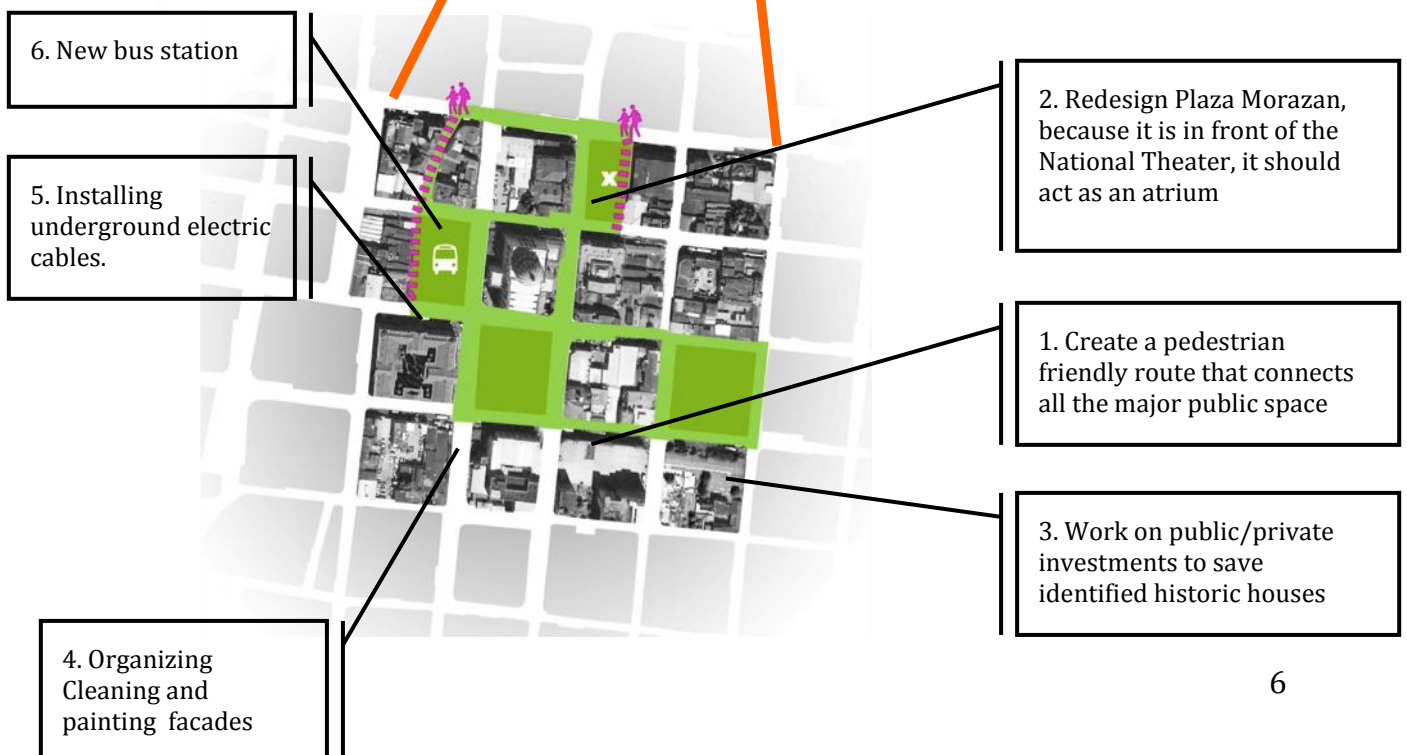 6. New bus station
5. Installing
underground electric
cables.
4. Organizing
Cleaning and
painting  facades
2. Redesign Plaza Morazan,
because it is in front of the
National Theater, it should
act as an atrium
1. Create a pedestrian
friendly route that connects
all the major public space
3. Work on public/private
investments to save
identified historic houses
6